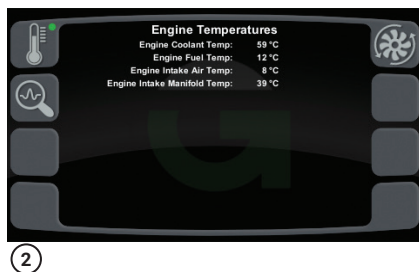 Engine Temperatures
Engine Coolant Temp: 59 °C
Engine Fuel Temp: 12 °C
Engine Intake Air Temp: 8 °C
Engine Intake Manifold Temp: 39 °C
2